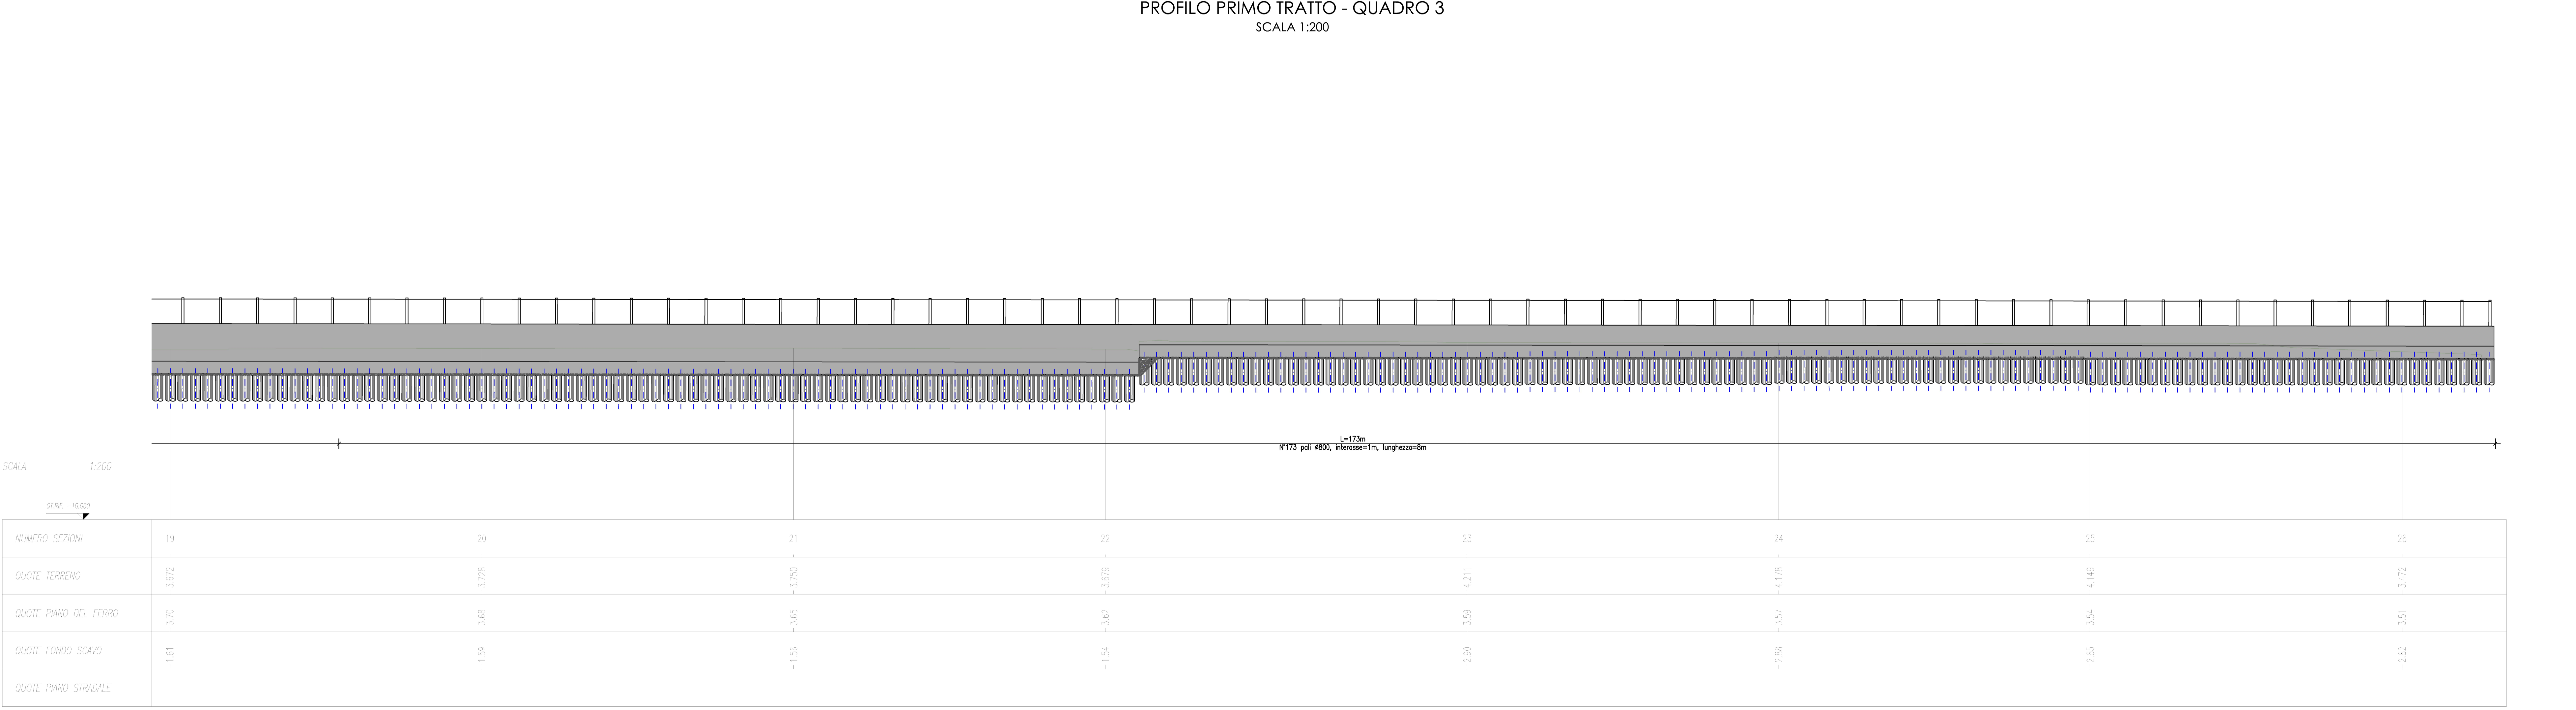 PROFILO PRIMO TRATTO - QUADRO 3
SCALA 1:200
L=173m
N°173 pali Ø800, interasse=1m, lunghezza=8m
SCALA 1:200
QT.RIF. -10.000
NUMERO SEZIONI 19 20 21 22 23 24 25 26
QUOTE TERRENO 3.672 3.728 3.750 3.679 4.211 4.178 4.149 3.472
QUOTE PIANO DEL FERRO 3.70 3.68 3.65 3.62 3.59 3.57 3.54 3.51
QUOTE FONDO SCAVO 1.61 1.59 1.56 1.54 2.90 2.88 2.85 2.82
QUOTE PIANO STRADALE